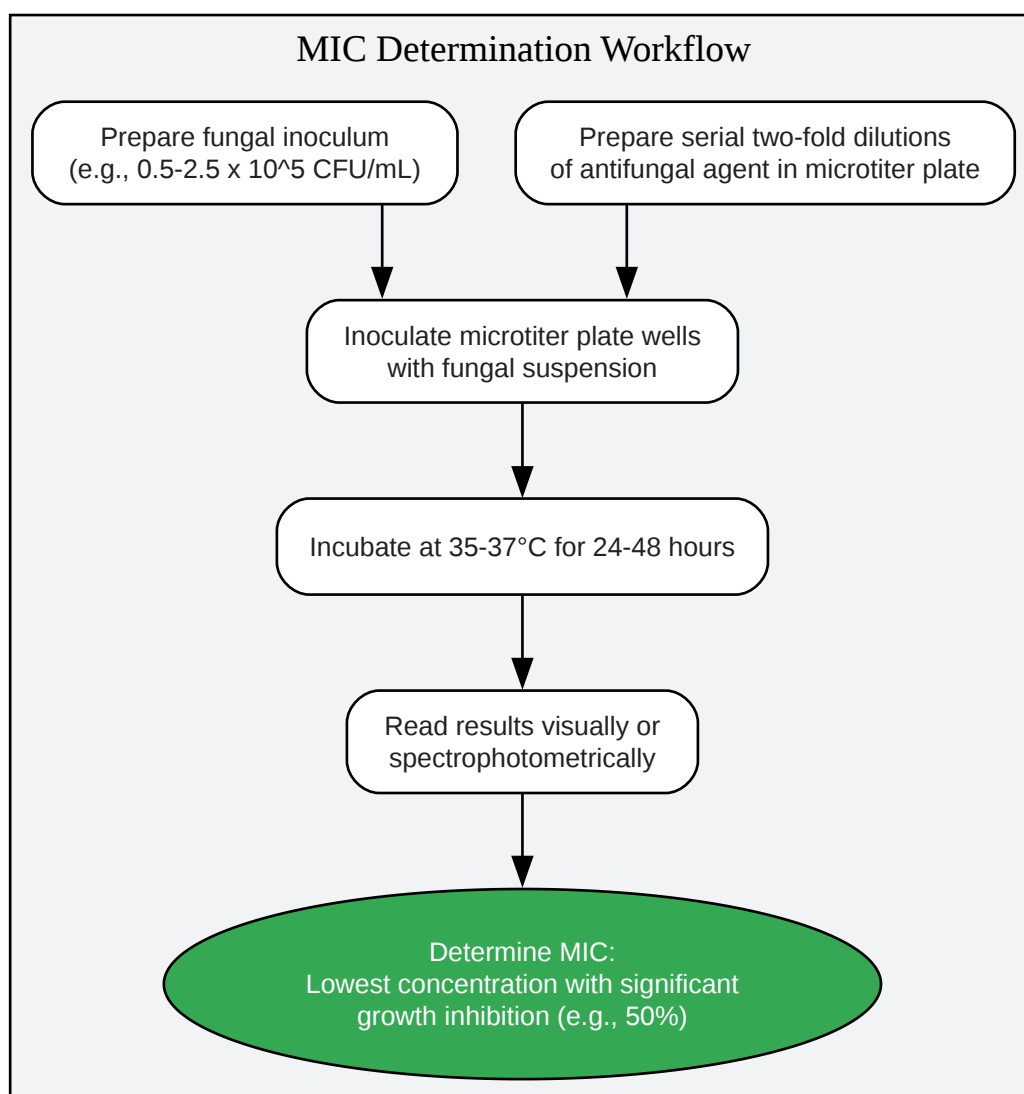 MIC Determination Workflow
Prepare fungal inoculum
(e.g., 0.5-2.5 x 10^5 CFU/mL)
Prepare serial two-fold dilutions
of antifungal agent in microtiter plate
Inoculate microtiter plate wells
with fungal suspension
Incubate at 35-37°C for 24-48 hours
Read results visually or
spectrophotometrically
Determine MIC:
Lowest concentration with significant
growth inhibition (e.g., 50%)